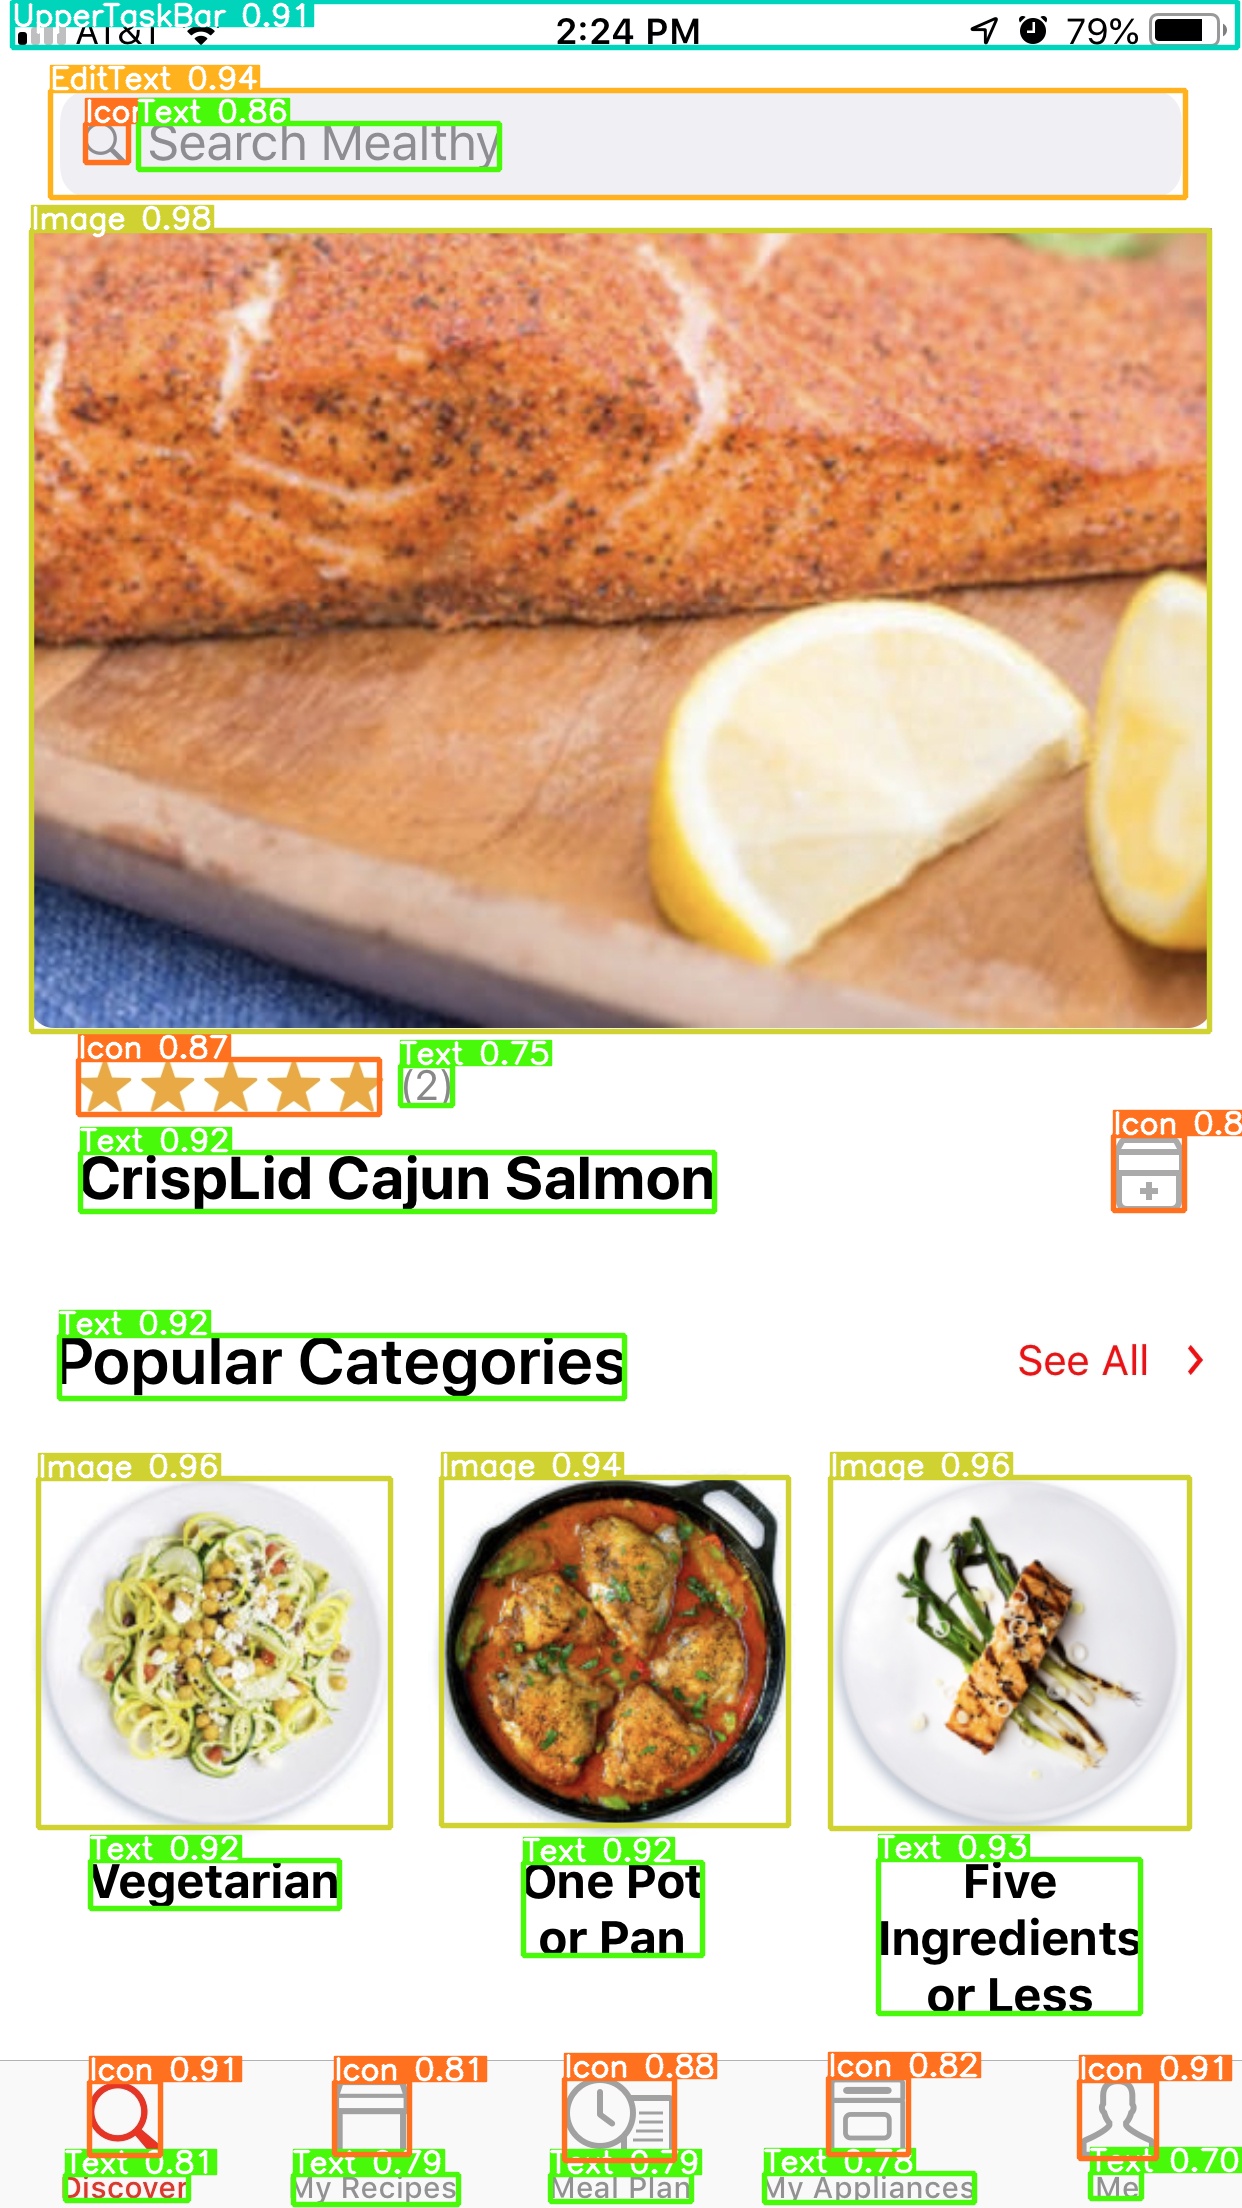 UpperTaskBar 0.91
AT&T 2:24 PM 79%
EditText 0.94
Icon Text 0.86
Search Mealthy
Image 0.98
Icon 0.87 Text 0.75
(2)
Text 0.92 Icon 0.8
CrispLid Cajun Salmon
Text 0.92
Popular Categories See All
Image 0.96 Image 0.94 Image 0.96
Text 0.92 Text 0.92 Text 0.93
Vegetarian One Pot Five
or Pan Ingredients
or Less
Icon 0.91 Icon 0.81 Icon 0.88 Icon 0.82 Icon 0.91
Text 0.81 Text 0.79 Text 0.79 Text 0.78 Text 0.70
Discover My Recipes Meal Plan My Appliances Me